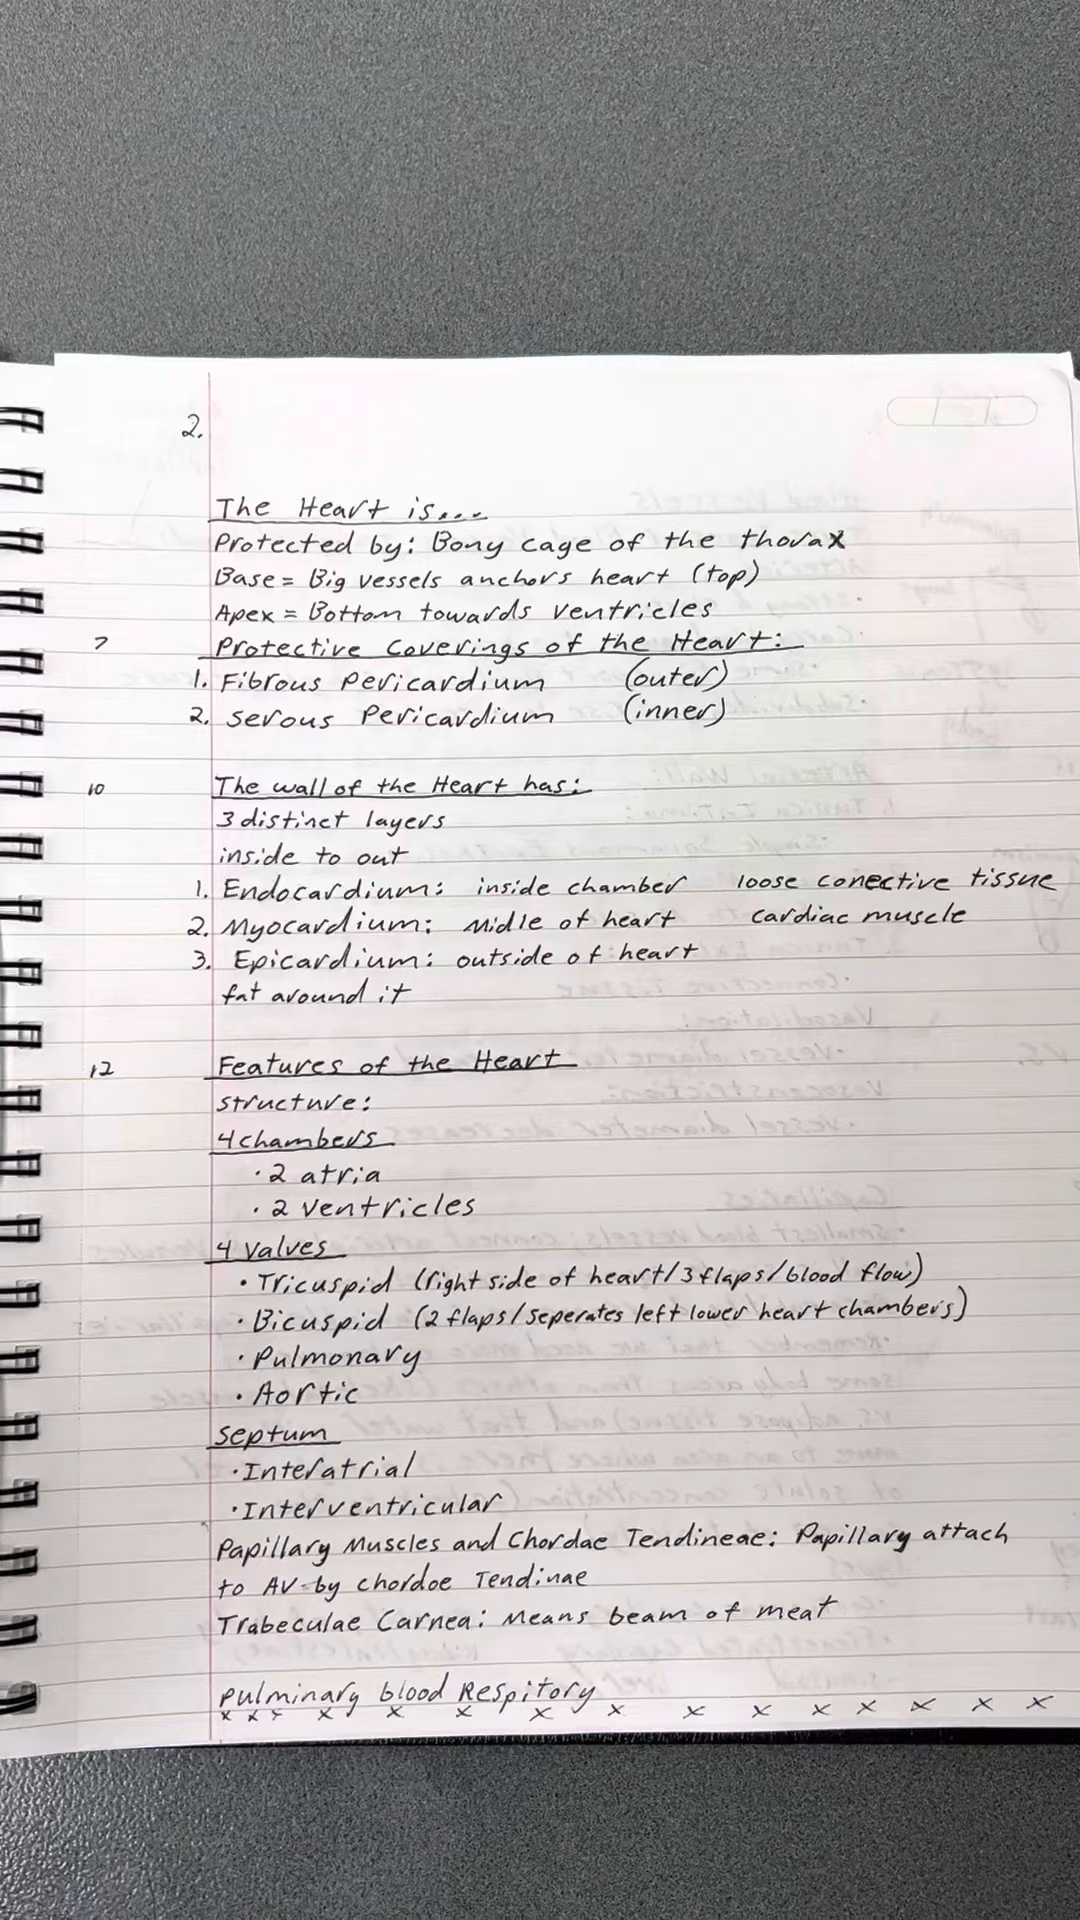 2.
The Heart is...
Protected by: Bony cage of the thorax
Base = Big vessels anchors heart (top)
Apex = Bottom towards ventricles
7 Protective Coverings of the Heart:
1. Fibrous Pericardium (outer)
2. Serous Pericardium (inner)
10 The wall of the Heart has:
3 distinct layers
inside to out
1. Endocardium: inside chamber loose conective tissue
2. Myocardium: Midle of heart cardiac muscle
3. Epicardium: outside of heart
fat around it
12 Features of the Heart
structure:
4 chambers
· 2 atria
· 2 ventricles
4 Valves
· Tricuspid (right side of heart/3 flaps/blood flow)
· Bicuspid (2 flaps/seperates left lower heart chambers)
· Pulmonary
· Aortic
Septum
· Interatrial
· Interventricular
Papillary Muscles and Chordae Tendineae: Papillary attach
to AV by chordoe Tendinae
Trabeculae Carnea: Means beam of meat
Pulminary blood Respitory
x x x x x x x x x x x x x x x